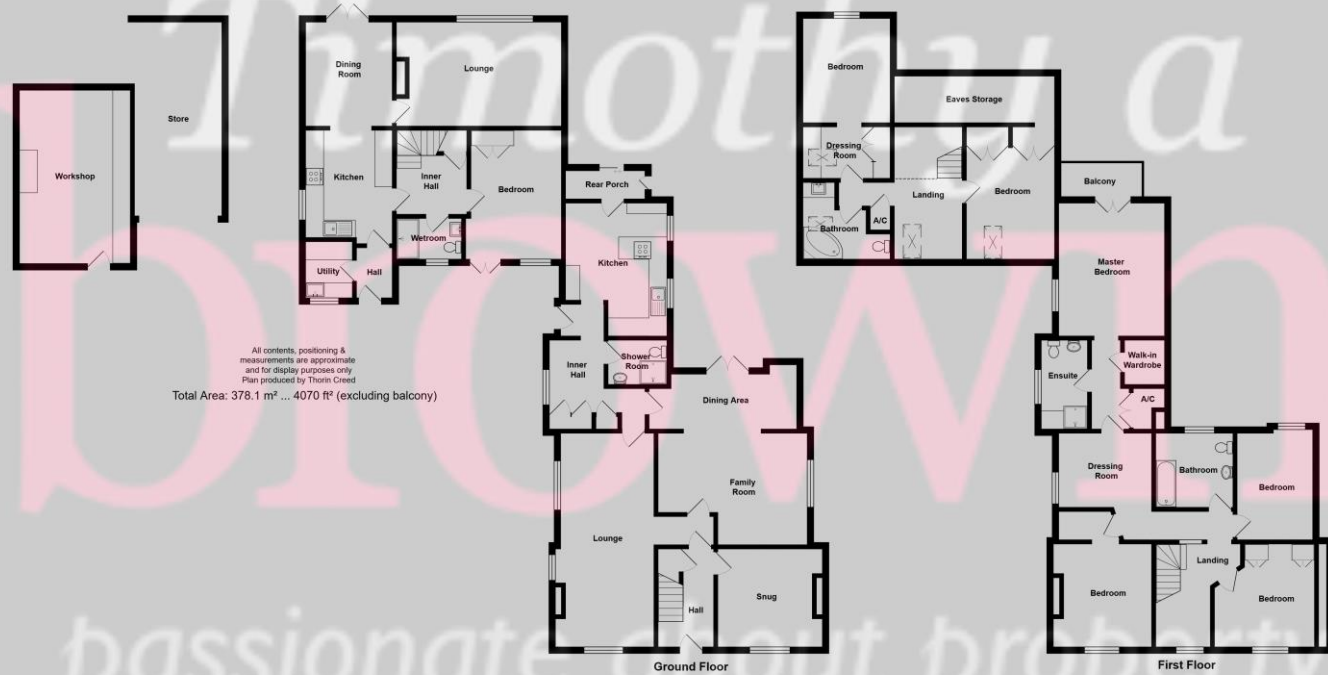 Timothy a
brown
passionate about property
Store
Workshop
Dining
Room
Lounge
Kitchen
Inner
Hall
Bedroom
Wetroom
Utility
Hall
Rear Porch
Kitchen
Inner
Hall
Shower
Room
Dining Area
Family
Room
Lounge
Hall
Snug
Ground Floor
All contents, positioning &
measurements are approximate
and for display purposes only
Plan produced by Thorin Creed
Total Area: 378.1 m² ... 4070 ft² (excluding balcony)
Bedroom
Eaves Storage
Dressing
Room
Landing
Bedroom
A/C
Bathroom
Balcony
Master
Bedroom
Ensuite
Walk-in
Wardrobe
A/C
Dressing
Room
Bathroom
Bedroom
Landing
Bedroom
Bedroom
First Floor